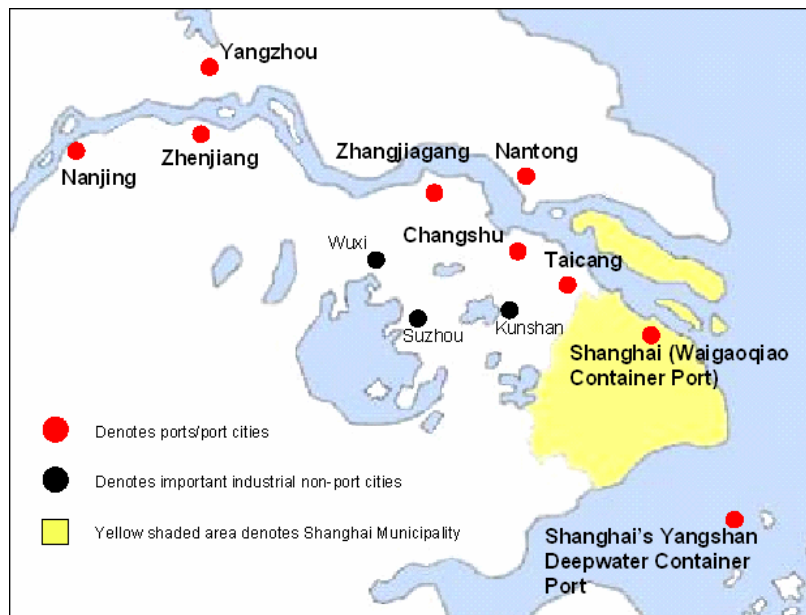 Yangzhou
Zhenjiang
Nanjing
Zhangjiagang
Nantong
Wuxi
Changshu
Taicang
Suzhou
Kunshan
Shanghai (Waigaoqiao
Container Port)
Denotes ports/port cities
Denotes important industrial non-port cities
Yellow shaded area denotes Shanghai Municipality
Shanghai's Yangshan
Deepwater Container
Port